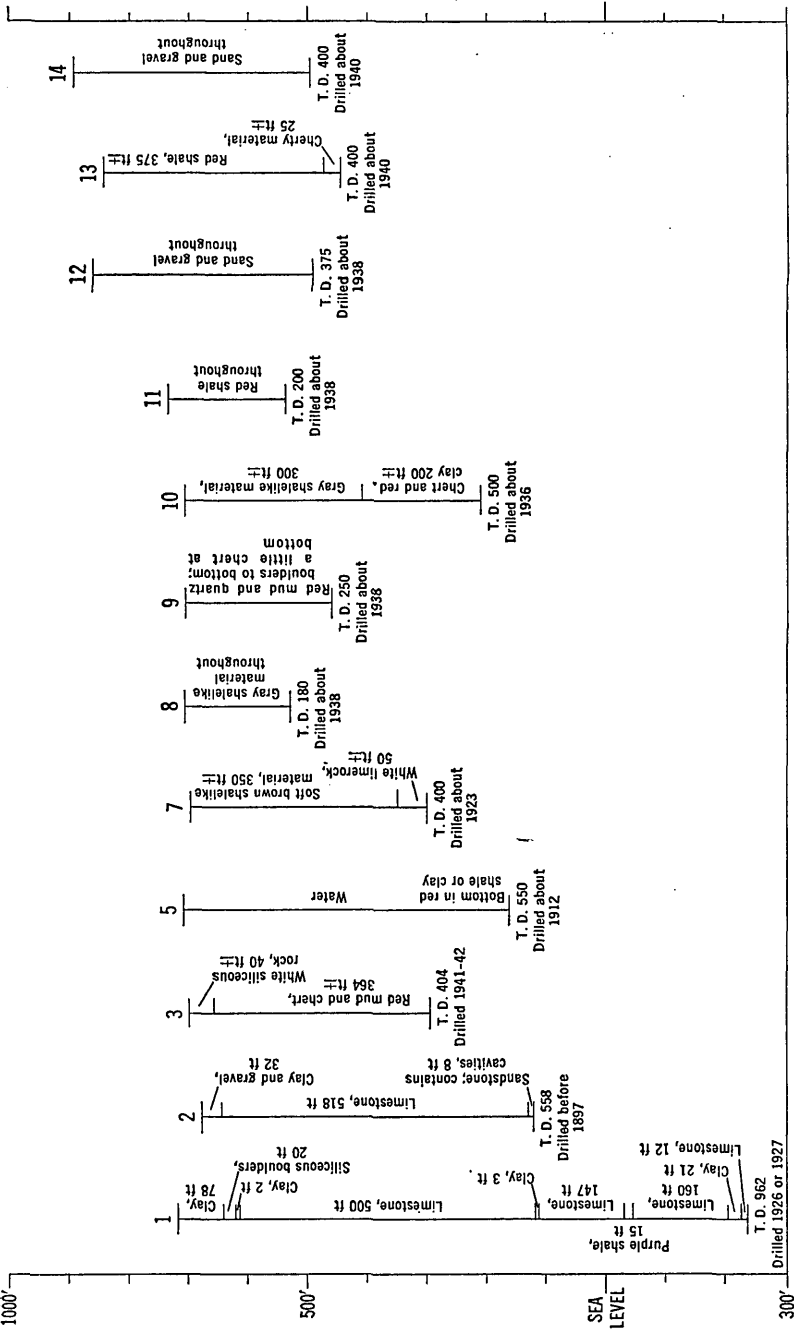 1000'
500'
SEA
LEVEL
300'
1
Clay,
78 ft
Siliceous boulders,
20 ft
Clay, 2 ft
Limestone, 500 ft
Clay, 3 ft
Limestone,
147 ft
Purple shale,
15 ft
Limestone,
160 ft
Clay, 21 ft
Limestone, 12 ft
T. D. 962
Drilled 1926 or 1927
2
Clay and gravel,
32 ft
Limestone, 518 ft
Sandstone; contains
cavities, 8 ft
T. D. 558
Drilled before
1897
3
White siliceous
rock, 40 ft±
Red mud and chert,
364 ft±
T. D. 404
Drilled 1941-42
5
Water
Bottom in red
shale or clay
T. D. 550
Drilled about
1912
7
Soft brown shalelike
material, 350 ft±
White limerock,
50 ft±
T. D. 400
Drilled about
1923
8
Gray shalelike
material
throughout
T. D. 180
Drilled about
1938
9
Red mud and quartz
boulders to bottom;
a little chert at
bottom
T. D. 250
Drilled about
1938
10
Gray shalelike material,
300 ft±
Chert and red
clay 200 ft±
T. D. 500
Drilled about
1936
11
Red shale
throughout
T. D. 200
Drilled about
1938
12
Sand and gravel
throughout
T. D. 375
Drilled about
1938
13
Red shale, 375 ft±
Cherty material,
25 ft±
T. D. 400
Drilled about
1940
14
Sand and gravel
throughout
T. D. 400
Drilled about
1940